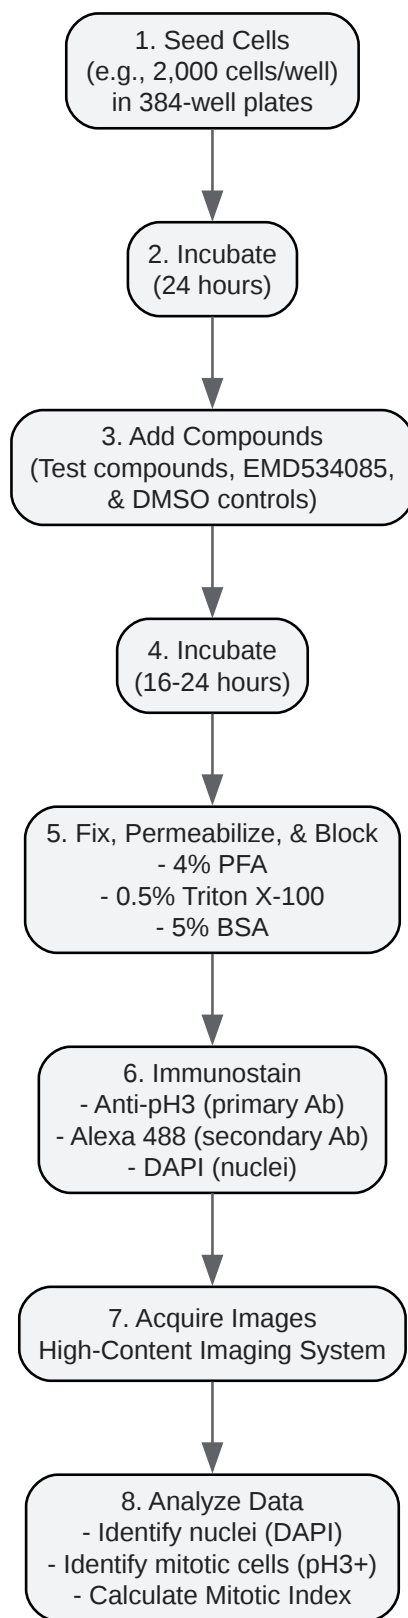 1. Seed Cells
(e.g., 2,000 cells/well)
in 384-well plates
2. Incubate
(24 hours)
3. Add Compounds
(Test compounds, EMD534085,
& DMSO controls)
4. Incubate
(16-24 hours)
5. Fix, Permeabilize, & Block
- 4% PFA
- 0.5% Triton X-100
- 5% BSA
6. Immunostain
- Anti-pH3 (primary Ab)
- Alexa 488 (secondary Ab)
- DAPI (nuclei)
7. Acquire Images
High-Content Imaging System
8. Analyze Data
- Identify nuclei (DAPI)
- Identify mitotic cells (pH3+)
- Calculate Mitotic Index